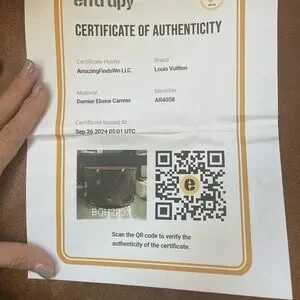 entrupy
CERTIFICATE OF AUTHENTICITY
Certificate Holder
AmazingFindsWn LLC
Brand
Louis Vuitton
Material
Damier Ebene Canvas
Identifier
AR4058
Certificate Issued At
Sep 26 2024 05:01 UTC
e
Scan the QR code to verify the
authenticity of the certificate.